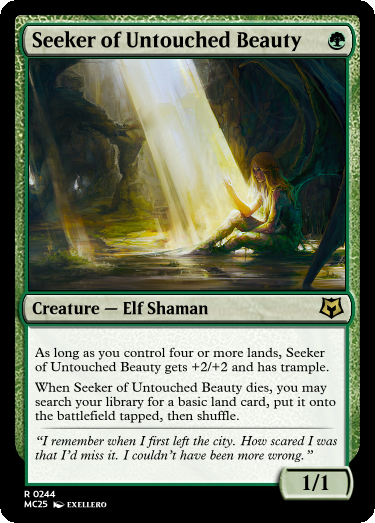 Seeker of Untouched Beauty
Creature — Elf Shaman
As long as you control four or more lands, Seeker
of Untouched Beauty gets +2/+2 and has trample.
When Seeker of Untouched Beauty dies, you may
search your library for a basic land card, put it onto
the battlefield tapped, then shuffle.
“I remember when I first left the city. How scared I was
that I’d miss it. I couldn’t have been more wrong.”
1/1
R 0244
MC25 EXELLERO